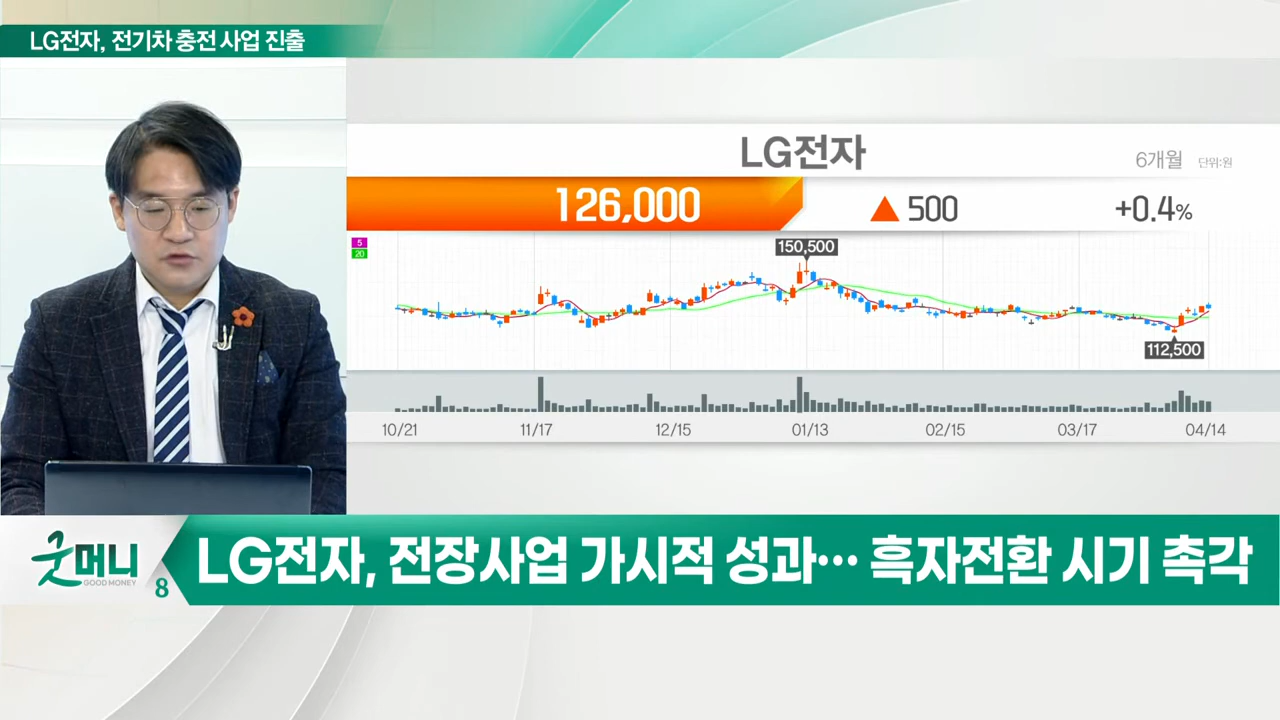 LG전자, 전기차 충전 사업 진출
LG전자
6개월 단위:원
126,000 ▲ 500 +0.4%
5
20
150,500
112,500
10/21 11/17 12/15 01/13 02/15 03/17 04/14
굿머니
GOOD MONEY
8
LG전자, 전장사업 가시적 성과… 흑자전환 시기 촉각